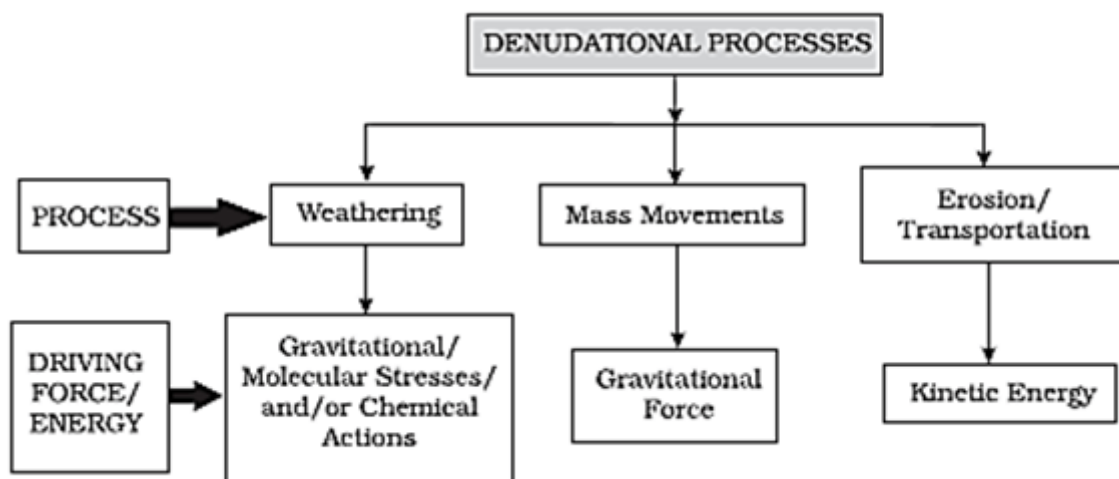 DENUDATIONAL PROCESSES
PROCESS
Weathering
Mass Movements
Erosion/
Transportation
DRIVING
FORCE/
ENERGY
Gravitational/
Molecular Stresses/
and/or Chemical
Actions
Gravitational
Force
Kinetic Energy